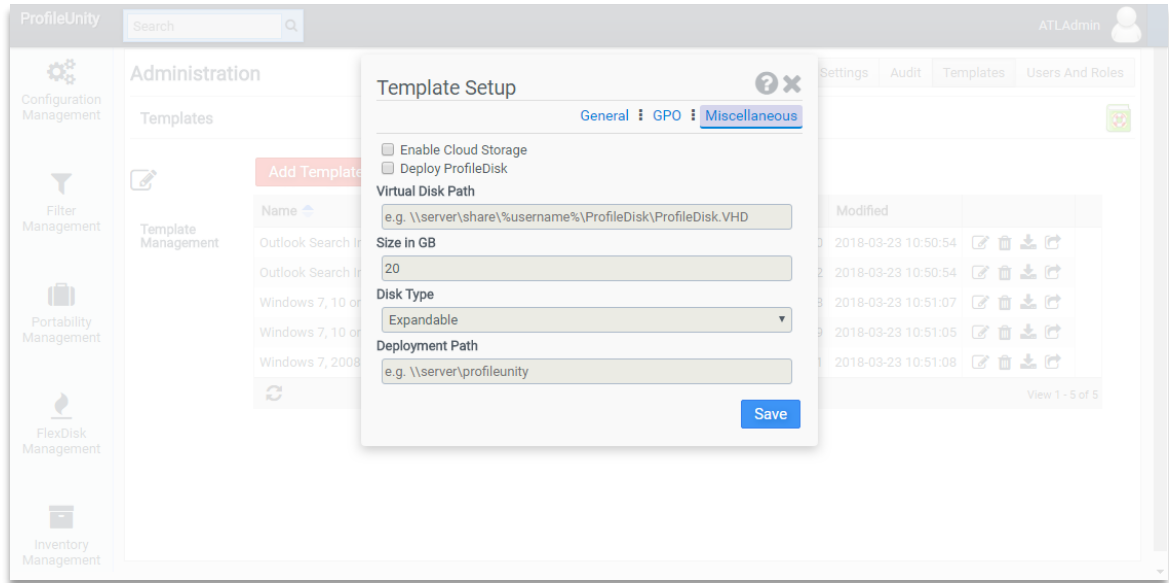 ProfileUnity
Search
ATLAdmin
Configuration
Management
Filter
Management
Portability
Management
FlexDisk
Management
Inventory
Management
Administration
Settings Audit Templates Users And Roles
Templates
Template
Management
Add Template
Name Modified
Outlook Search 2018-03-23 10:50:54
Outlook Search 2018-03-23 10:50:54
Windows 7, 10 or 2018-03-23 10:51:07
Windows 7, 10 or 2018-03-23 10:51:05
Windows 7, 2008 2018-03-23 10:51:08
View 1 - 5 of 5
Template Setup
General GPO Miscellaneous
Enable Cloud Storage
Deploy ProfileDisk
Virtual Disk Path
e.g. \\server\share\%username%\ProfileDisk\ProfileDisk.VHD
Size in GB
20
Disk Type
Expandable
Deployment Path
e.g. \\server\profileunity
Save